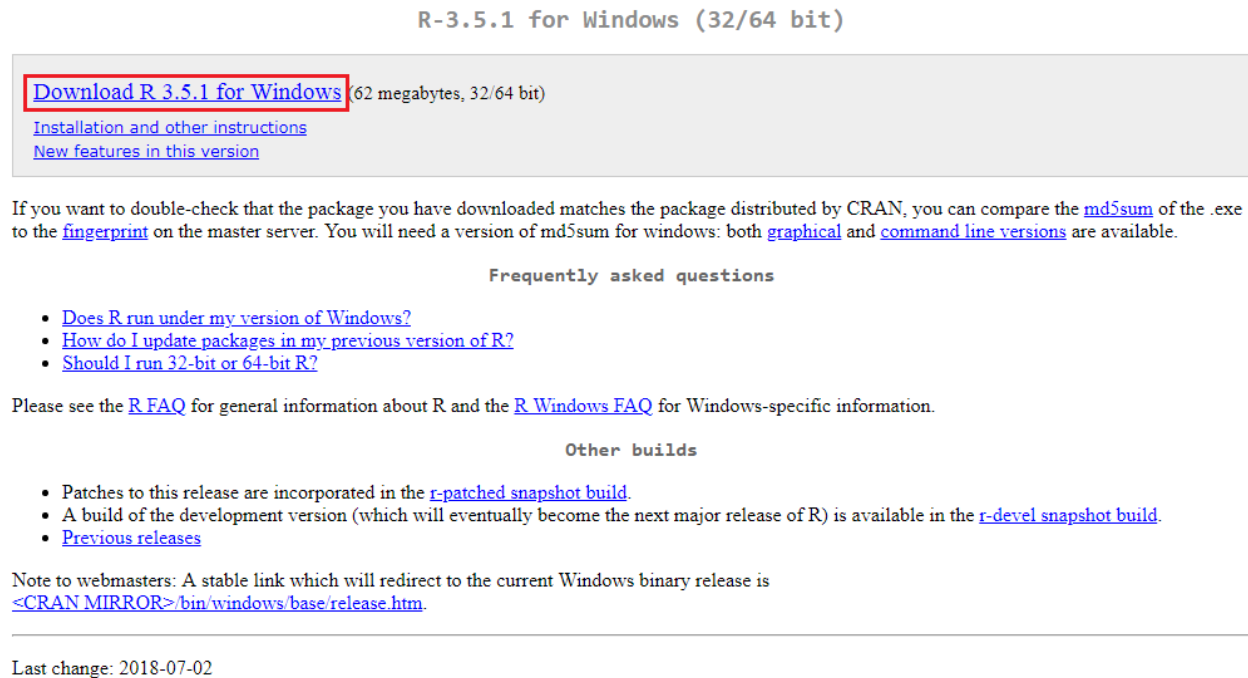 R-3.5.1 for Windows (32/64 bit)
Download R 3.5.1 for Windows (62 megabytes, 32/64 bit)
Installation and other instructions
New features in this version
If you want to double-check that the package you have downloaded matches the package distributed by CRAN, you can compare the md5sum of the .exe
to the fingerprint on the master server. You will need a version of md5sum for windows: both graphical and command line versions are available.
Frequently asked questions
• Does R run under my version of Windows?
• How do I update packages in my previous version of R?
• Should I run 32-bit or 64-bit R?
Please see the R FAQ for general information about R and the R Windows FAQ for Windows-specific information.
Other builds
• Patches to this release are incorporated in the r-patched snapshot build.
• A build of the development version (which will eventually become the next major release of R) is available in the r-devel snapshot build.
• Previous releases
Note to webmasters: A stable link which will redirect to the current Windows binary release is
<CRAN MIRROR>/bin/windows/base/release.htm.
Last change: 2018-07-02